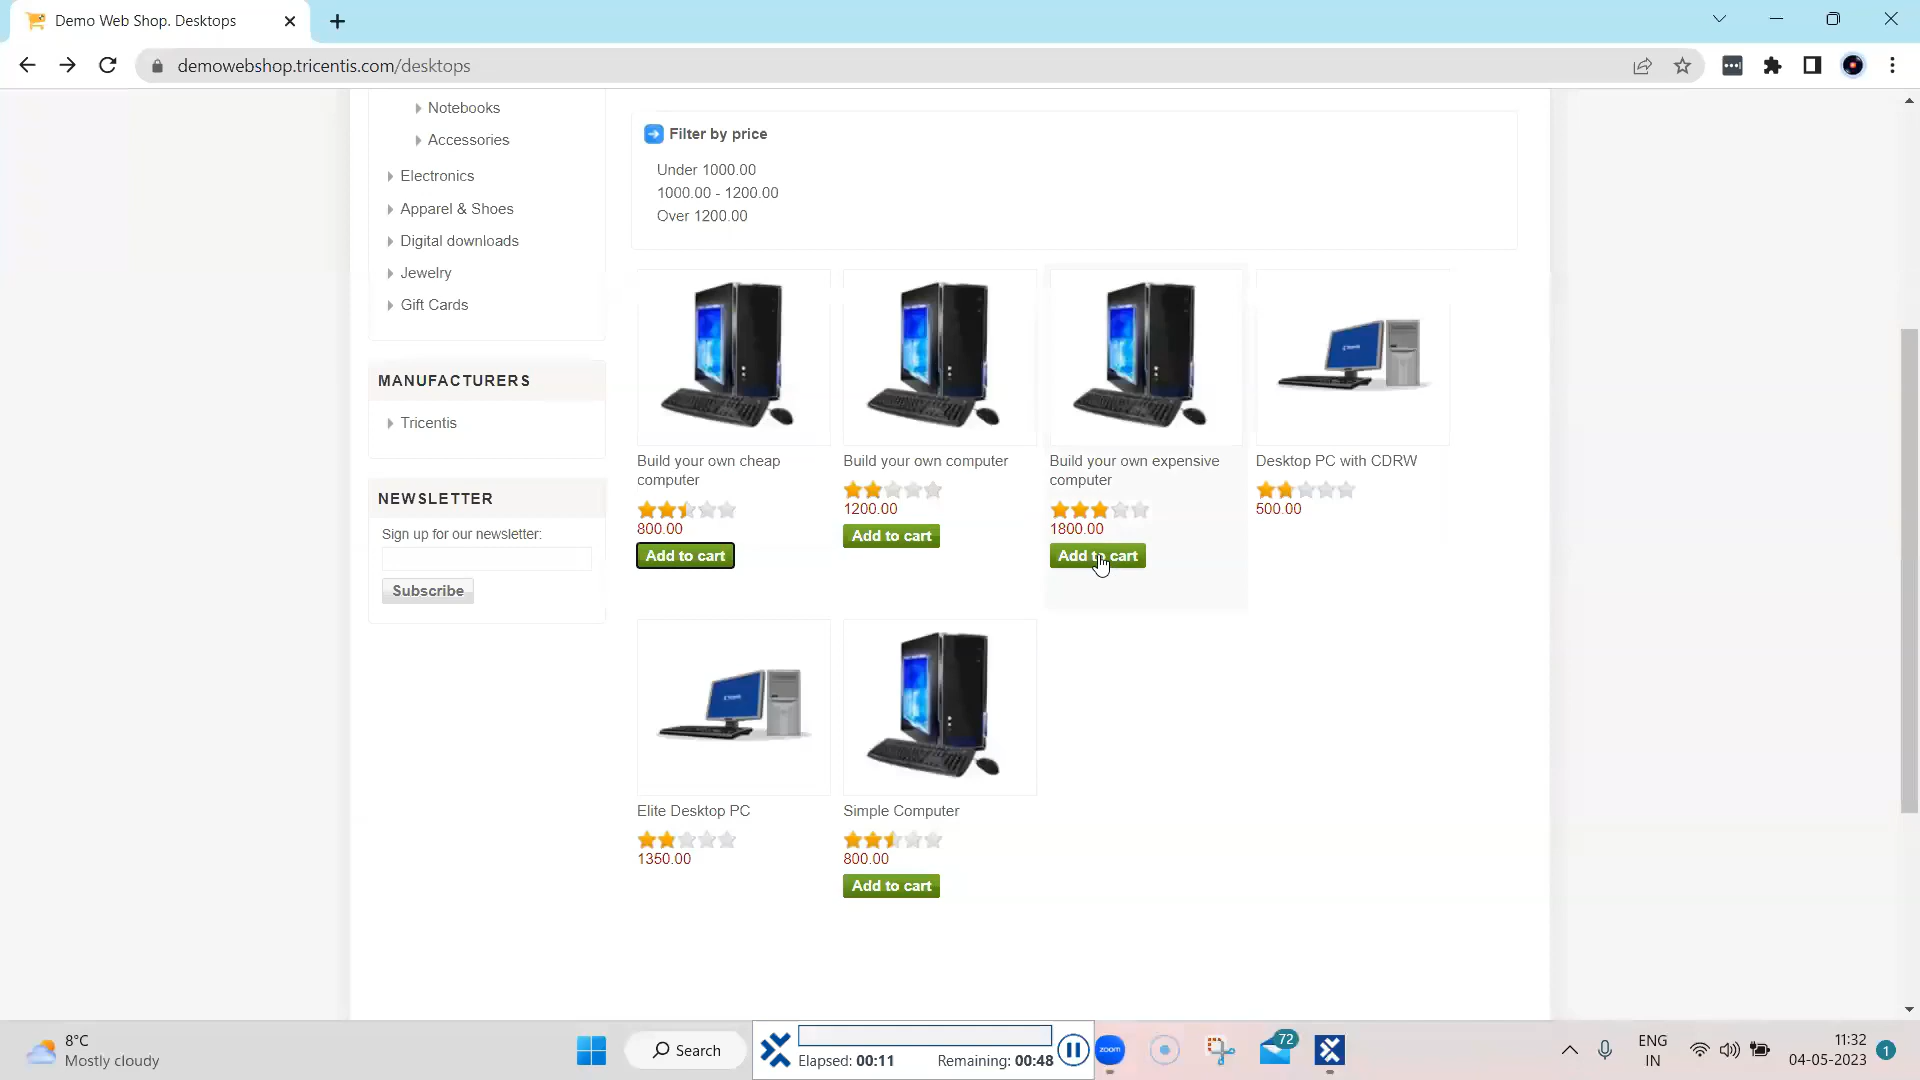 Demo Web Shop. Desktops
demowebshop.tricentis.com/desktops
Notebooks
Accessories
Electronics
Apparel & Shoes
Digital downloads
Jewelry
Gift Cards
MANUFACTURERS
Tricentis
NEWSLETTER
Sign up for our newsletter:
Subscribe
Filter by price
Under 1000.00
1000.00 - 1200.00
Over 1200.00
Build your own cheap
computer
800.00
Add to cart
Build your own computer
1200.00
Add to cart
Build your own expensive
computer
1800.00
Add to cart
Desktop PC with CDRW
500.00
Elite Desktop PC
1350.00
Simple Computer
800.00
Add to cart
8°C
Mostly cloudy
Search
Elapsed: 00:11 Remaining: 00:48
zoom
72
ENG
IN
11:32
04-05-2023
1